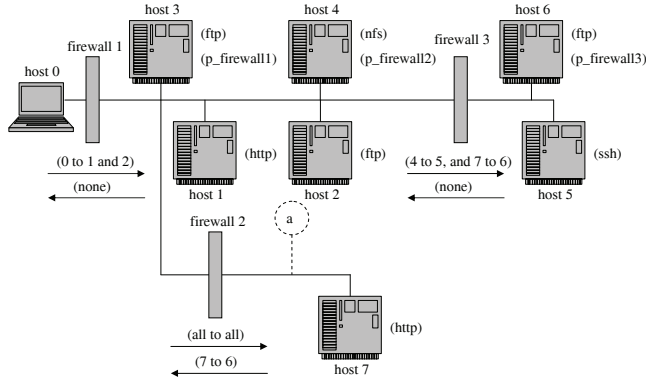 host 3
host 4
host 6
(ftp)
(nfs)
(ftp)
firewall 1
(p_firewall1)
(p_firewall2)
firewall 3
(p_firewall3)
host 0
(http)
(ftp)
(ssh)
(0 to 1 and 2)
(none)
host 1
host 2
(4 to 5, and 7 to 6)
(none)
host 5
firewall 2
a
(all to all)
(7 to 6)
(http)
host 7